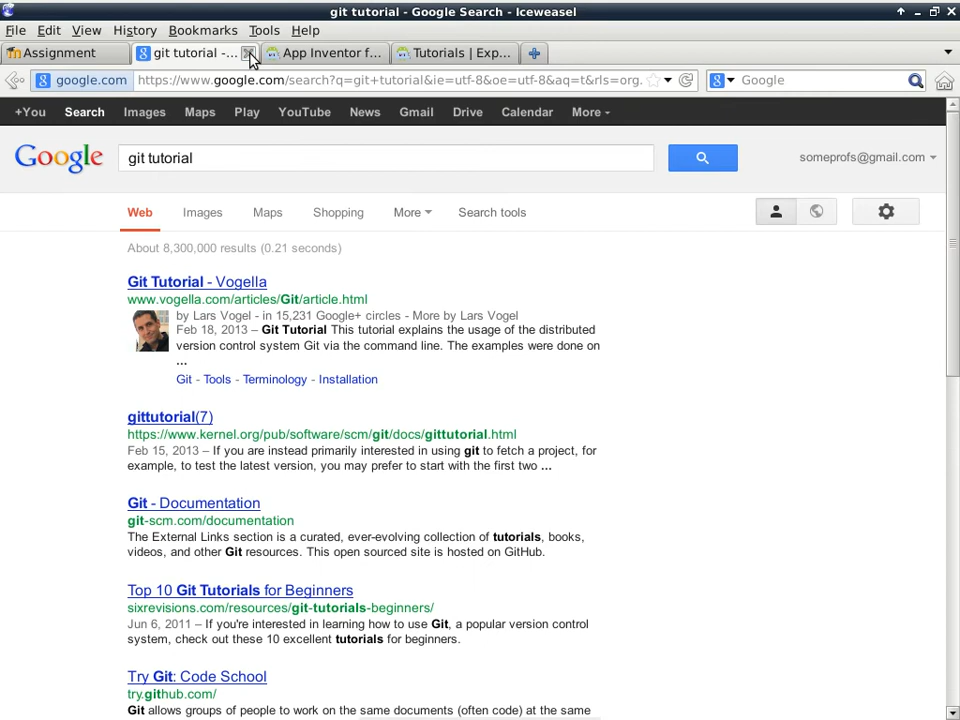 git tutorial - Google Search - Iceweasel
File Edit View History Bookmarks Tools Help
Assignment
git tutorial -...
App Inventor f...
Tutorials | Exp...
google.com
https://www.google.com/search?q=git+tutorial&ie=utf-8&oe=utf-8&aq=t&rls=org.
Google
+You Search Images Maps Play YouTube News Gmail Drive Calendar More
Google
git tutorial
someprofs@gmail.com
Web Images Maps Shopping More Search tools
About 8,300,000 results (0.21 seconds)
Git Tutorial - Vogella
www.vogella.com/articles/Git/article.html
by Lars Vogel - in 15,231 Google+ circles - More by Lars Vogel
Feb 18, 2013 – Git Tutorial This tutorial explains the usage of the distributed
version control system Git via the command line. The examples were done on
...
Git - Tools - Terminology - Installation
gittutorial(7)
https://www.kernel.org/pub/software/scm/git/docs/gittutorial.html
Feb 15, 2013 – If you are instead primarily interested in using git to fetch a project, for
example, to test the latest version, you may prefer to start with the first two ...
Git - Documentation
git-scm.com/documentation
The External Links section is a curated, ever-evolving collection of tutorials, books,
videos, and other Git resources. This open sourced site is hosted on GitHub.
Top 10 Git Tutorials for Beginners
sixrevisions.com/resources/git-tutorials-beginners/
Jun 6, 2011 – If you're interested in learning how to use Git, a popular version control
system, check out these 10 excellent tutorials for beginners.
Try Git: Code School
try.github.com/
Git allows groups of people to work on the same documents (often code) at the same